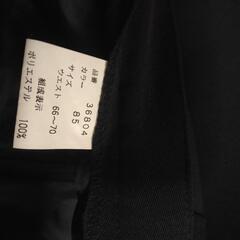 品番 36804
カラー
サイズ 85
ウエスト 66~70
組成表示
ポリエステル 100%